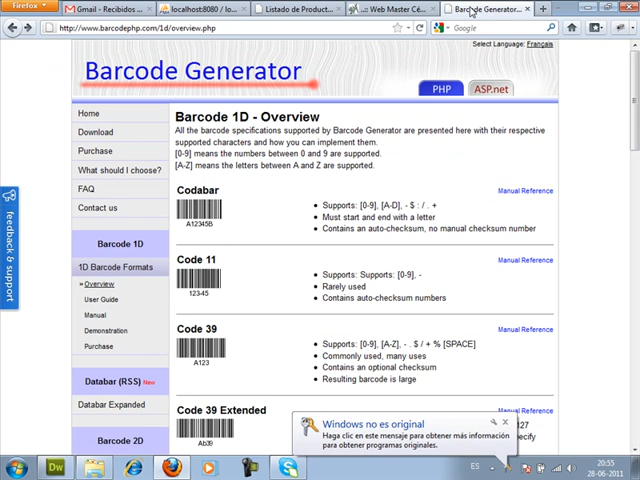 Firefox
Gmail - Recibidos ...
localhost:8080 / lo...
Listado de Product...
.:: Web Master Cé...
Barcode Generator...
http://www.barcodephp.com/1d/overview.php
Google
Select Language: Français
Barcode Generator
PHP
ASP.net
Home
Download
Purchase
What should I choose?
FAQ
Contact us
Barcode 1D
1D Barcode Formats
» Overview
User Guide
Manual
Demonstration
Purchase
Databar (RSS) New
Databar Expanded
Barcode 2D
feedback & support
Barcode 1D - Overview
All the barcode specifications supported by Barcode Generator are presented here with their respective
supported characters and how you can implement them.
[0-9] means the numbers between 0 and 9 are supported.
[A-Z] means the letters between A and Z are supported.
Codabar
Manual Reference
A12345B
• Supports: [0-9], [A-D], - $ : / . +
• Must start and end with a letter
• Contains an auto-checksum, no manual checksum number
Code 11
Manual Reference
123-45
• Supports: Supports: [0-9], -
• Rarely used
• Contains auto-checksum numbers
Code 39
Manual Reference
A123
• Supports: [0-9], [A-Z], - . $ / + % [SPACE]
• Commonly used, many uses
• Contains an optional checksum
• Resulting barcode is large
Code 39 Extended
Ab39
127
Windows no es original
Haga clic en este mensaje para obtener más información
para obtener programas originales.
Dw
ES
20:55
28-06-2011